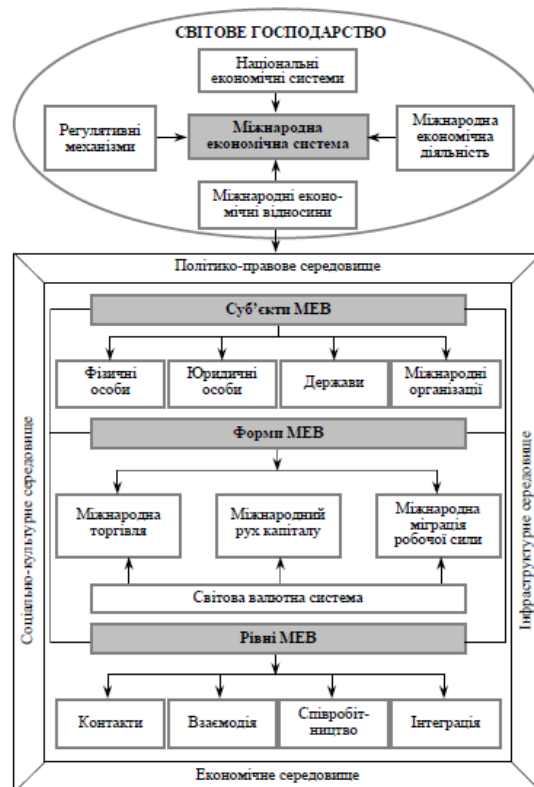 СВІТОВЕ ГОСПОДАРСТВО
Національні
економічні системи
Регулятивні
механізми
Міжнародна
економічна система
Міжнародна
економічна
діяльність
Міжнародні еконо-
мічні відносини
Політико-правове середовище
Соціально-культурне середовище
Інфраструктурне середовище
Суб’єкти МЕВ
Фізичні
особи
Юридичні
особи
Держави
Міжнародні
організації
Форми МЕВ
Міжнародна
торгівля
Міжнародний
рух капіталу
Міжнародна
міграція
робочої сили
Світова валютна система
Рівні МЕВ
Контакти
Взаємодія
Співробіт-
ництво
Інтеграція
Економічне середовище